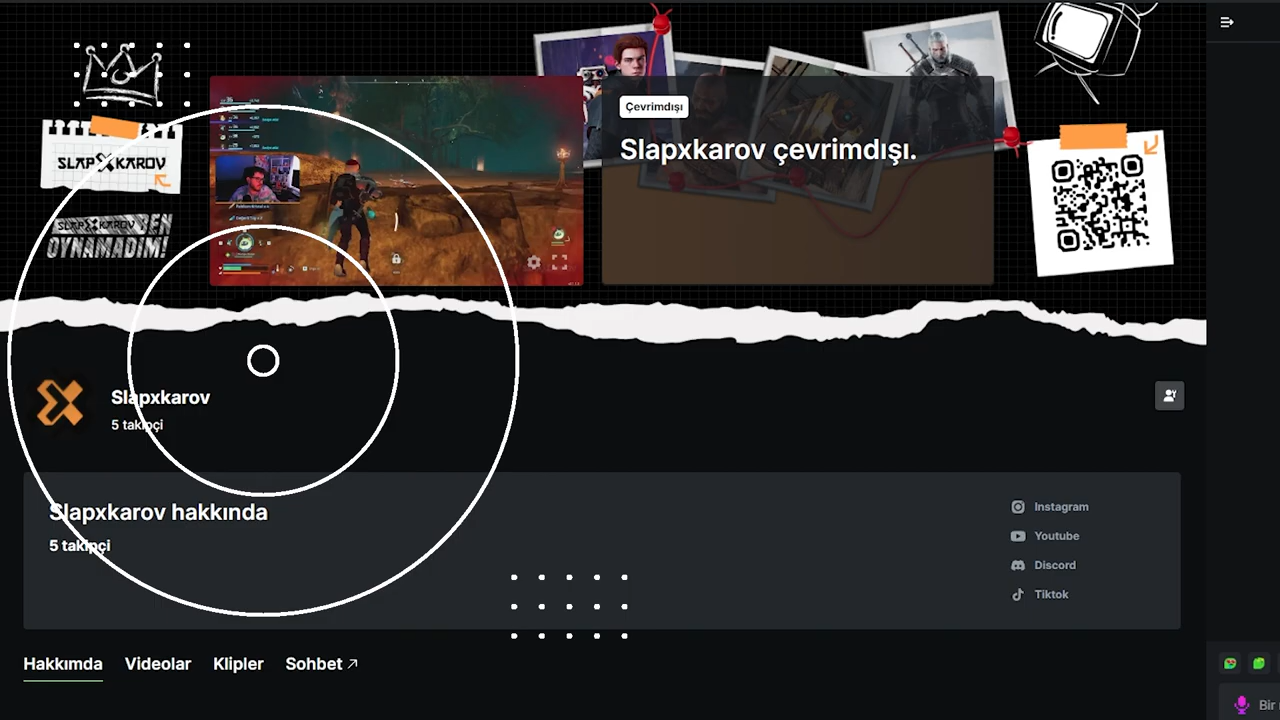 SLAPXKAROV
SLAPXKAROV BEN
OYNAMADIM!
Çevrimdışı
Slapxkarov çevrimdışı.
Slapxkarov
5 takipçi
Slapxkarov hakkında
5 takipçi
Instagram
Youtube
Discord
Tiktok
Hakkımda
Videolar
Klipler
Sohbet
Bir